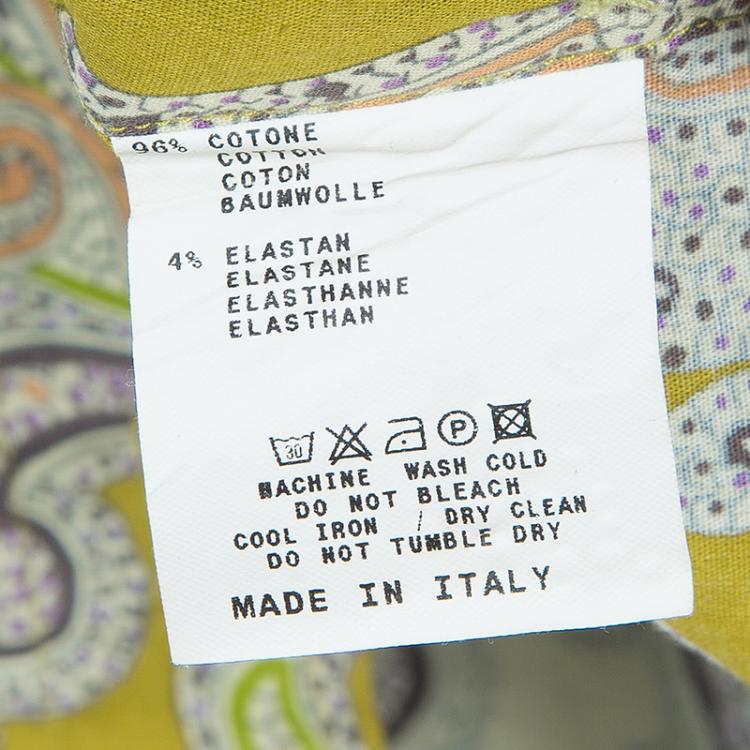 96% COTONE
COTTON
COTON
BAUMWOLLE
4% ELASTAN
ELASTANE
ELASTHANNE
ELASTHAN
30 P
MACHINE WASH COLD
DO NOT BLEACH
COOL IRON / DRY CLEAN
DO NOT TUMBLE DRY
MADE IN ITALY